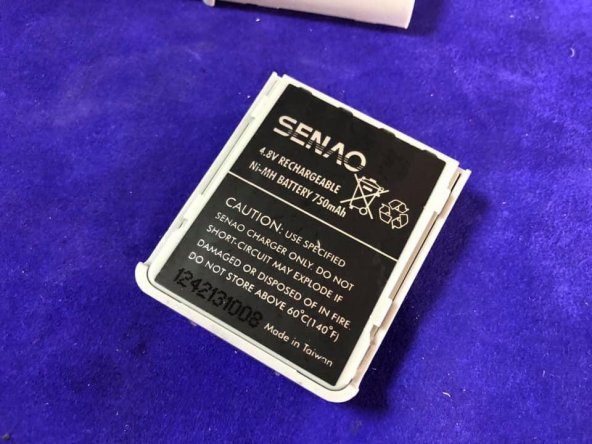 SENAO
4.8V RECHARGEABLE
Ni-MH BATTERY 750mAh
CAUTION: USE SPECIFIED
SENAO CHARGER ONLY. DO NOT
SHORT-CIRCUIT MAY EXPLODE IF
DAMAGED OR DISPOSED OF IN FIRE.
DO NOT STORE ABOVE 60°C(140°F)
1242131008
Made in Taiwan